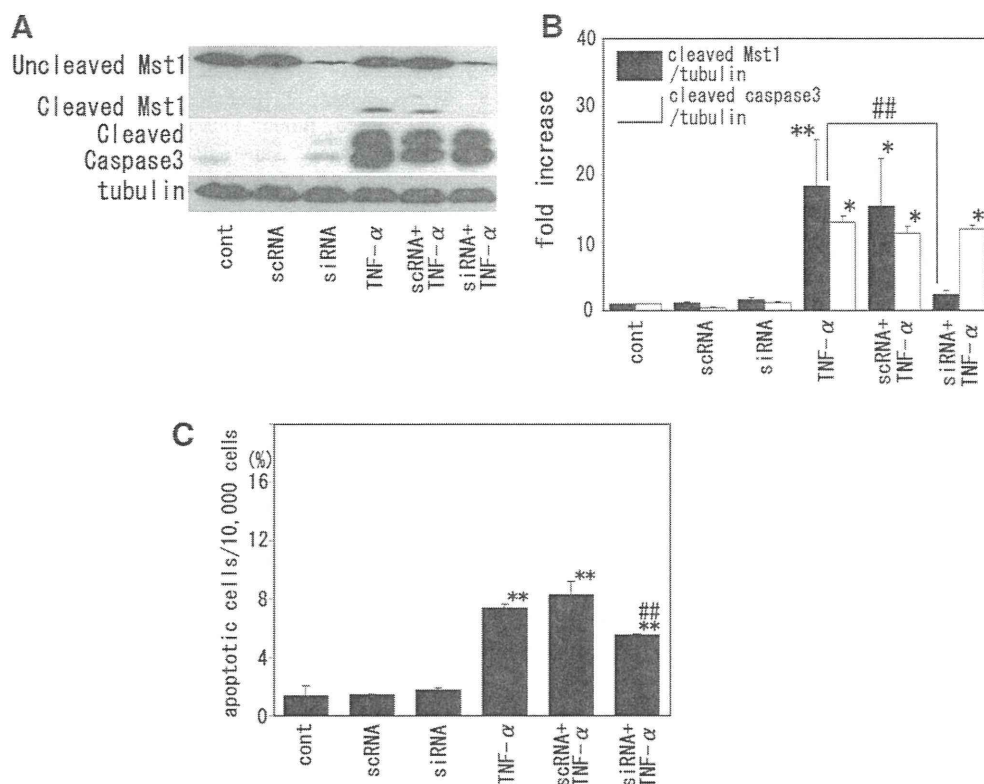 A
Uncleaved Mst1
Cleaved Mst1
Cleaved
Caspase3
tubulin
cont
scRNA
siRNA
TNF-α
scRNA+
TNF-α
siRNA+
TNF-α
B
fold increase
40
30
20
10
0
cleaved Mst1
/tubulin
cleaved caspase3
/tubulin
##
**
*
*
*
*
cont
scRNA
siRNA
TNF-α
scRNA+
TNF-α
siRNA+
TNF-α
C
apoptotic cells/10,000 cells
(%)
16
12
8
4
0
**
**
##
**
cont
scRNA
siRNA
TNF-α
scRNA+
TNF-α
siRNA+
TNF-α